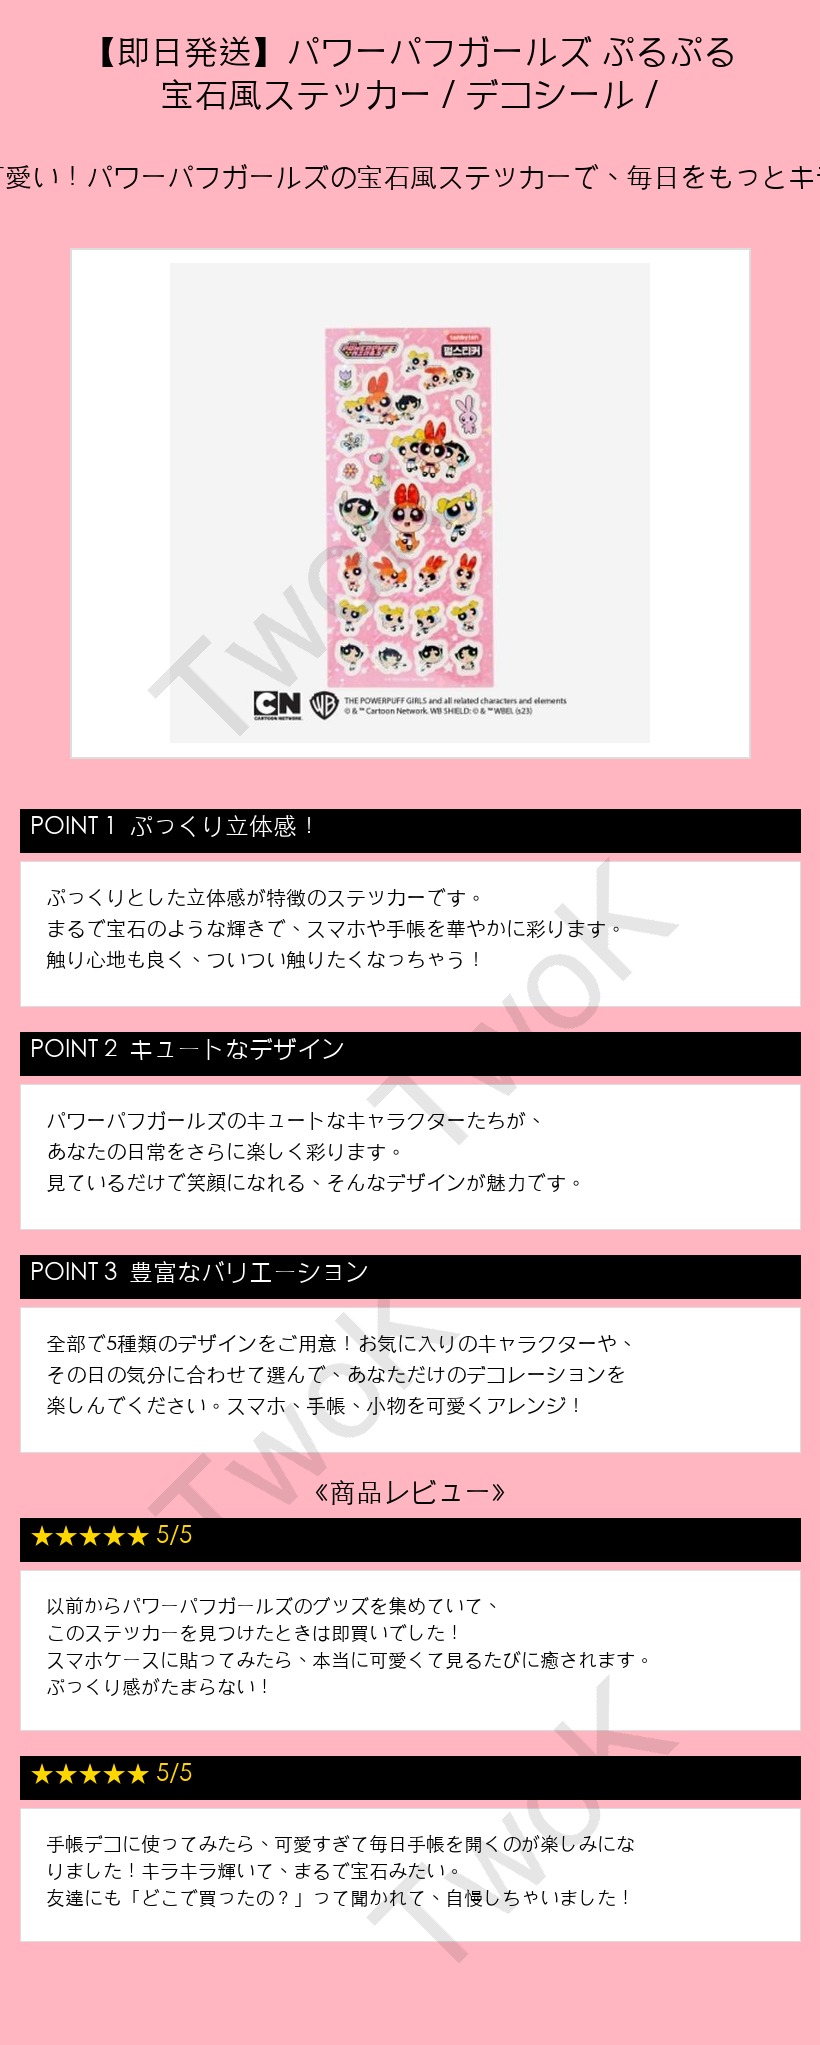 【即日発送】パワーパフガールズ ぷるぷる
宝石風ステッカー / デコシール /
愛い！パワーパフガールズの宝石風ステッカーで、毎日をもっとキラ
THE POWERPUFF GIRLS
펄스티커
CN
CARTOON NETWORK
WB
THE POWERPUFF GIRLS and all related characters and elements
© & ™ Cartoon Network. WB SHIELD: © & ™ WBEI. (s23)
POINT 1 ぷっくり立体感！
ぷっくりとした立体感が特徴のステッカーです。
まるで宝石のような輝きで、スマホや手帳を華やかに彩ります。
触り心地も良く、ついつい触りたくなっちゃう！
POINT 2 キュートなデザイン
パワーパフガールズのキュートなキャラクターたちが、
あなたの日常をさらに楽しく彩ります。
見ているだけで笑顔になれる、そんなデザインが魅力です。
POINT 3 豊富なバリエーション
全部で5種類のデザインをご用意！お気に入りのキャラクターや、
その日の気分に合わせて選んで、あなただけのデコレーションを
楽しんでください。スマホ、手帳、小物を可愛くアレンジ！
《商品レビュー》
★★★★★ 5/5
以前からパワーパフガールズのグッズを集めていて、
このステッカーを見つけたときは即買いでした！
スマホケースに貼ってみたら、本当に可愛くて見るたびに癒されます。
ぷっくり感がたまらない！
★★★★★ 5/5
手帳デコに使ってみたら、可愛すぎて毎日手帳を開くのが楽しみにな
りました！キラキラ輝いて、まるで宝石みたい。
友達にも「どこで買ったの？」って聞かれて、自慢しちゃいました！
TwoK
TwoK
TwoK
TwoK